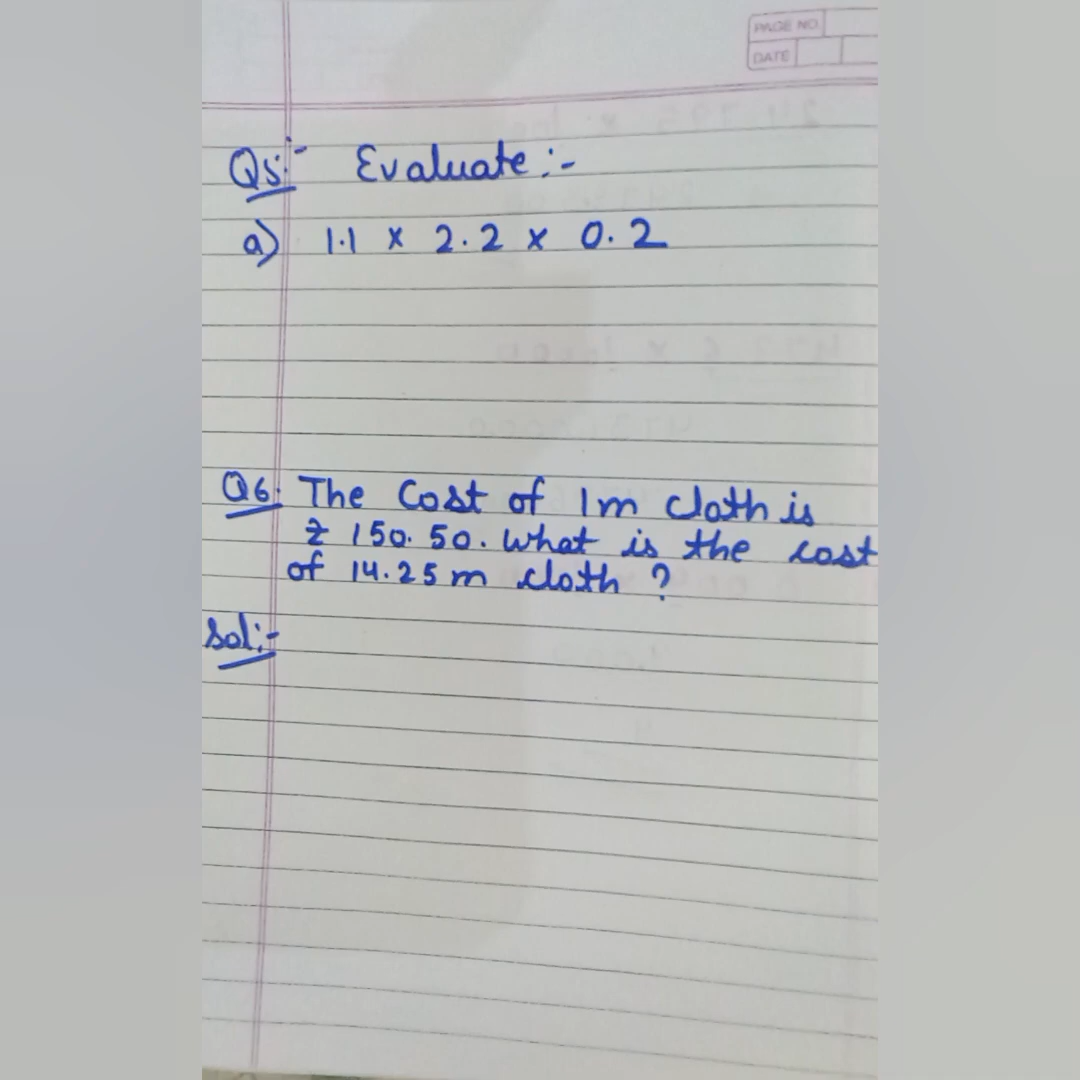 PAGE NO.
DATE
Q5:- Evaluate :-
a) 1.1 x 2.2 x 0.2
Q6. The Cost of 1m cloth is
₹ 150.50. What is the cost
of 14.25 m cloth ?
Sol:-